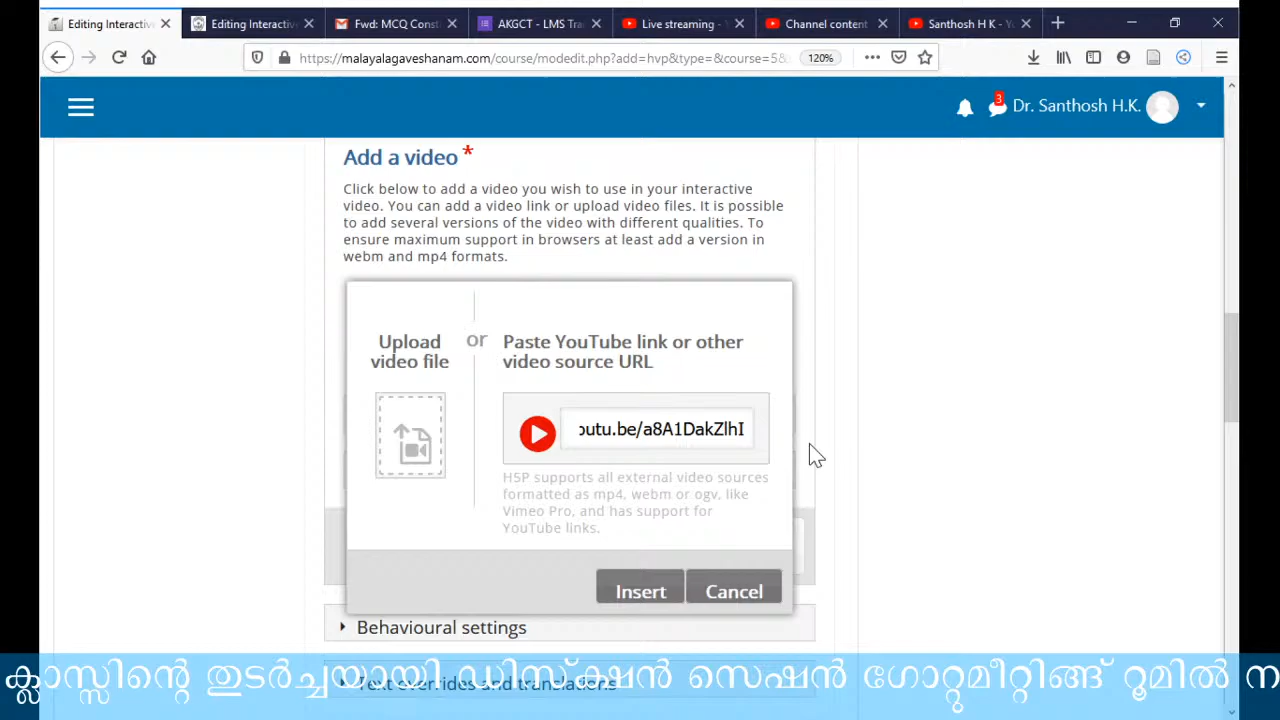 Editing Interactive
Editing Interactive
Fwd: MCQ Const
AKGCT - LMS Tra
Live streaming -
Channel content
Santhosh H K - Y
https://malayalagaveshanam.com/course/modedit.php?add=hvp&type=&course=5&
120%
3
Dr. Santhosh H.K.
Add a video *
Click below to add a video you wish to use in your interactive
video. You can add a video link or upload video files. It is possible
to add several versions of the video with different qualities. To
ensure maximum support in browsers at least add a version in
webm and mp4 formats.
Upload
video file
or
Paste YouTube link or other
video source URL
outu.be/a8A1DakZlhI
H5P supports all external video sources
formatted as mp4, webm or ogv, like
Vimeo Pro, and has support for
YouTube links.
Insert
Cancel
Behavioural settings
Text overrides and translations
ക്ലാസ്സിന്റെ തുടർച്ചയായി ഡിസ്ക്ഷൻ സെഷൻ ഗോറ്റുമീറ്റിങ്ങ് റൂമിൽ ന